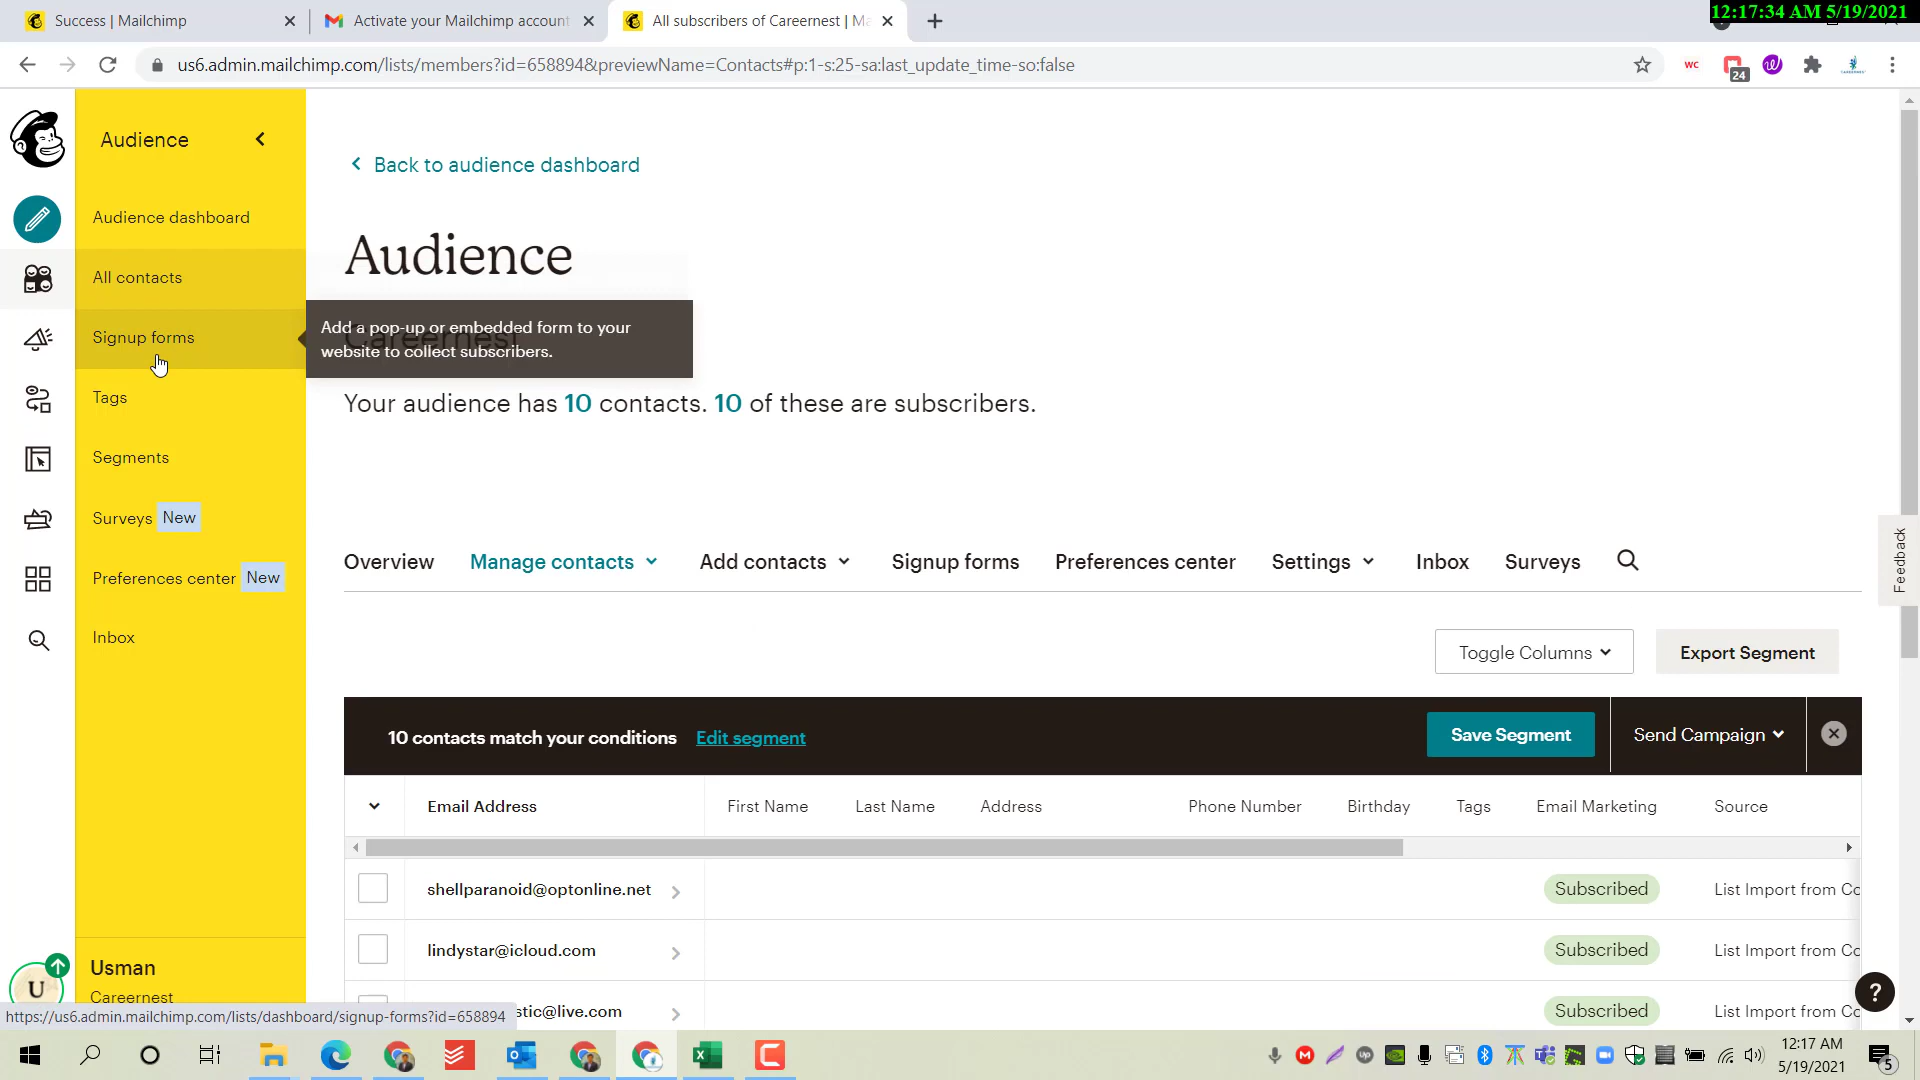 Success | Mailchimp
Activate your Mailchimp account
All subscribers of Careernest | Ma
12:17:34 AM 5/19/2021
us6.admin.mailchimp.com/lists/members?id=658894&previewName=Contacts#p:1-s:25-sa:last_update_time-so:false
WC
24
Audience
Audience dashboard
All contacts
Signup forms
Tags
Segments
Surveys New
Preferences center New
Inbox
Usman
Careernest
U
Back to audience dashboard
Audience
Careernest
Add a pop-up or embedded form to your
website to collect subscribers.
Your audience has 10 contacts. 10 of these are subscribers.
Overview Manage contacts Add contacts Signup forms Preferences center Settings Inbox Surveys
Feedback
Toggle Columns Export Segment
10 contacts match your conditions Edit segment Save Segment Send Campaign
Email Address First Name Last Name Address Phone Number Birthday Tags Email Marketing Source
shellparanoid@optonline.net Subscribed List Import from Co
lindystar@icloud.com Subscribed List Import from Co
stic@live.com Subscribed List Import from Co
?
https://us6.admin.mailchimp.com/lists/dashboard/signup-forms?id=658894
12:17 AM
5/19/2021
5